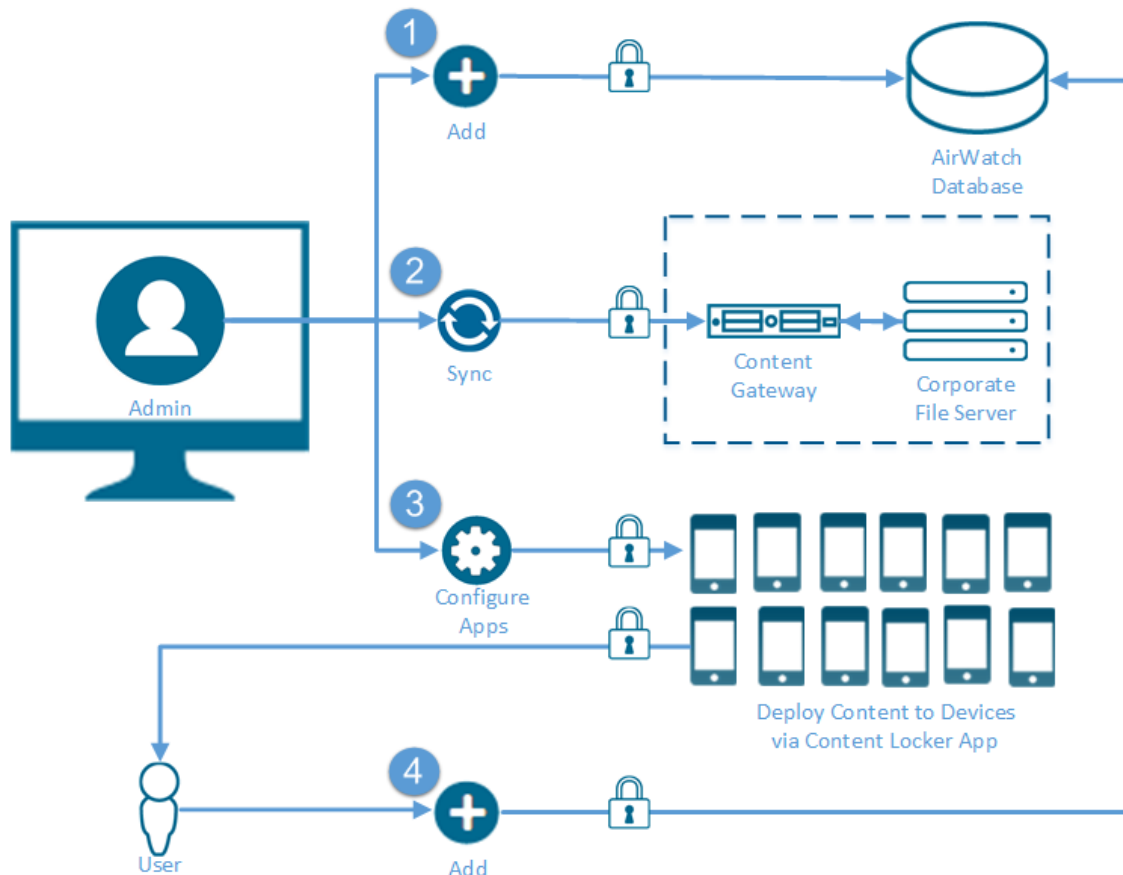 1
Add
AirWatch
Database
2
Sync
Content
Gateway
Corporate
File Server
Admin
3
Configure
Apps
Deploy Content to Devices
via Content Locker App
4
Add
User